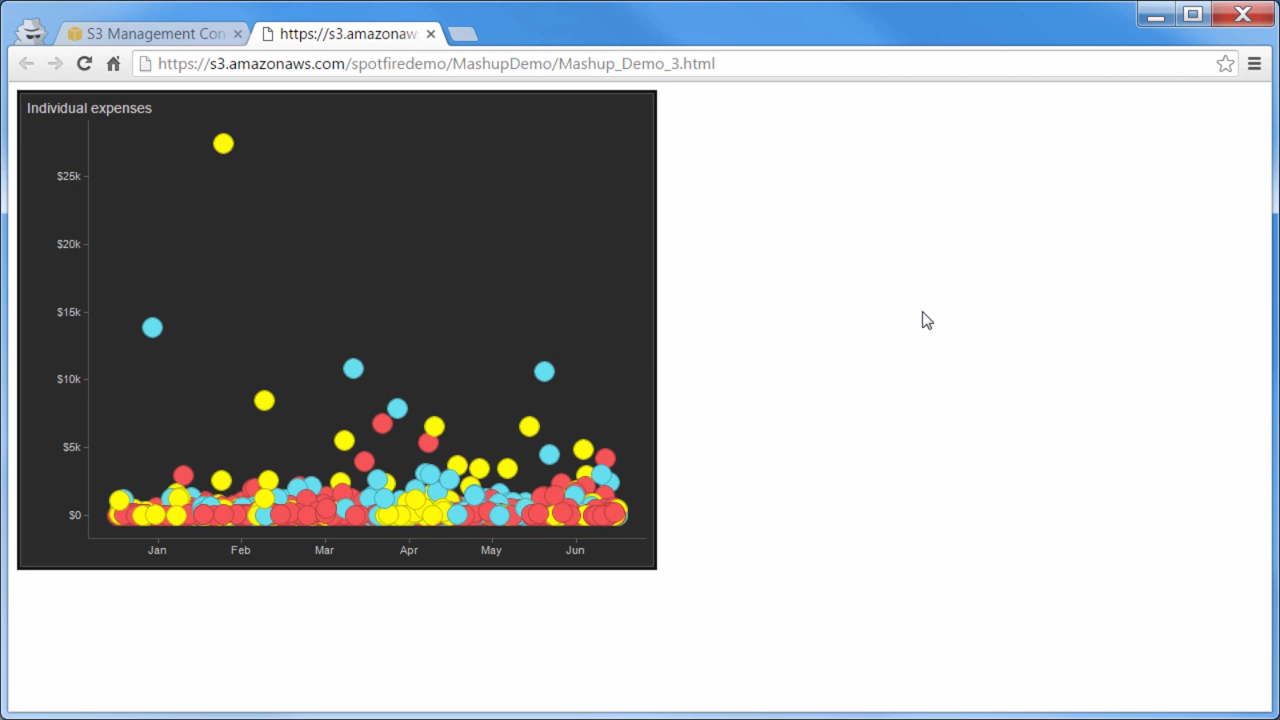 S3 Management Con
https://s3.amazonaw
https://s3.amazonaws.com/spotfiredemo/MashupDemo/Mashup_Demo_3.html
Individual expenses
$25k
$20k
$15k
$10k
$5k
$0
Jan Feb Mar Apr May Jun